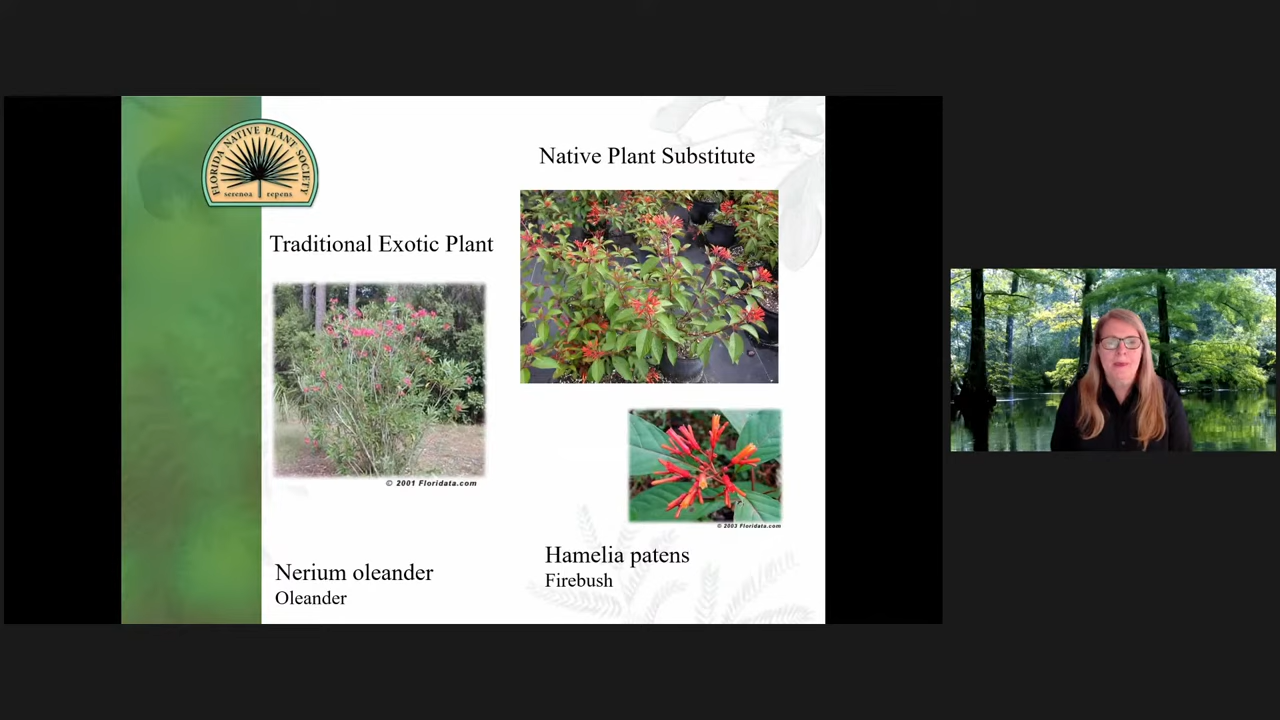 FLORIDA NATIVE PLANT SOCIETY
serenoa repens
Traditional Exotic Plant
© 2001 Floridata.com
Nerium oleander
Oleander
Native Plant Substitute
© 2003 Floridata.com
Hamelia patens
Firebush